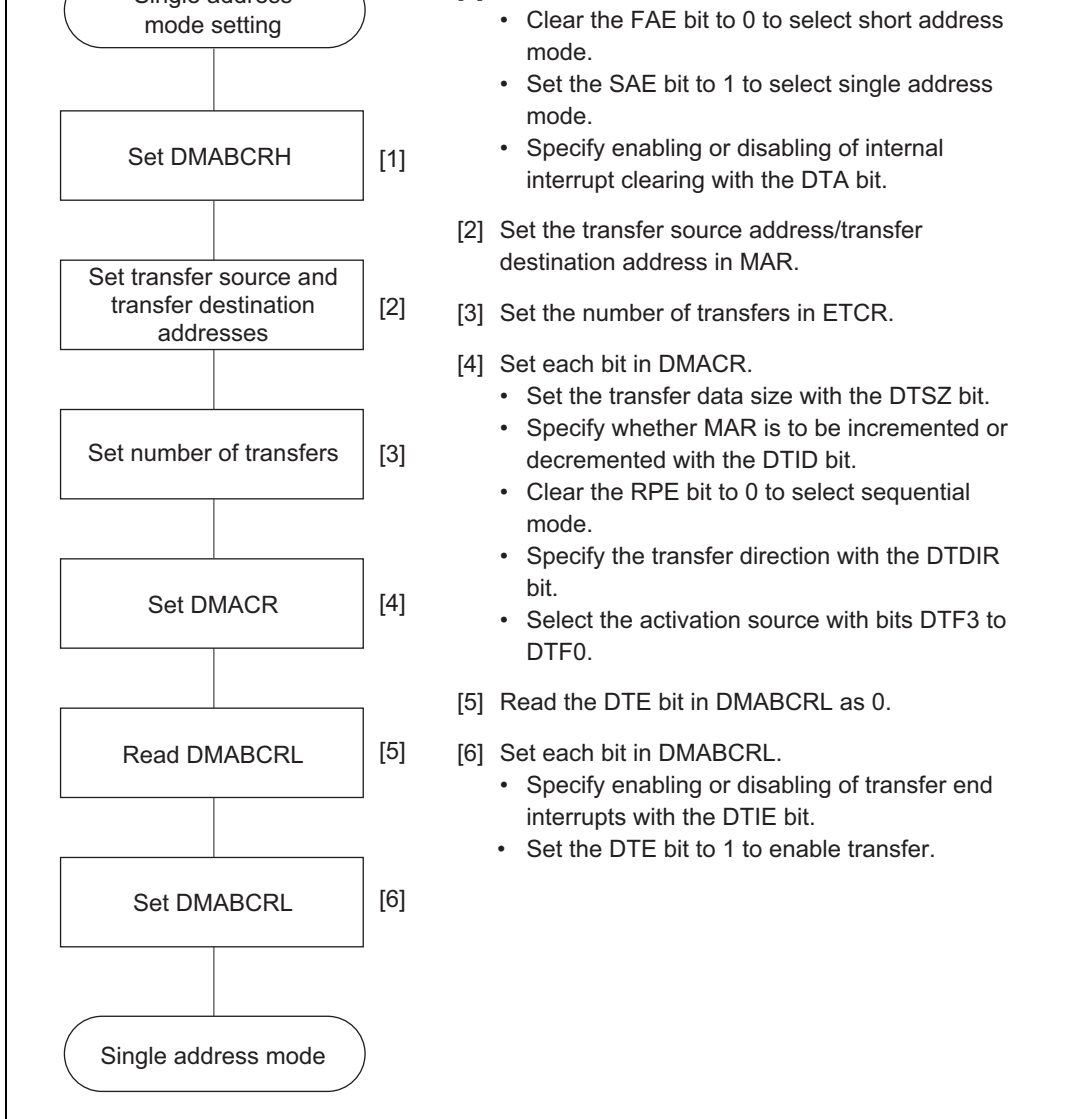 mode setting
Set DMABCRH
[1]
Set transfer source and
transfer destination
addresses
[2]
Set number of transfers
[3]
Set DMACR
[4]
Read DMABCRL
[5]
Set DMABCRL
[6]
Single address mode
• Clear the FAE bit to 0 to select short address
mode.
• Set the SAE bit to 1 to select single address
mode.
• Specify enabling or disabling of internal
interrupt clearing with the DTA bit.
[2] Set the transfer source address/transfer
destination address in MAR.
[3] Set the number of transfers in ETCR.
[4] Set each bit in DMACR.
• Set the transfer data size with the DTSZ bit.
• Specify whether MAR is to be incremented or
decremented with the DTID bit.
• Clear the RPE bit to 0 to select sequential
mode.
• Specify the transfer direction with the DTDIR
bit.
• Select the activation source with bits DTF3 to
DTF0.
[5] Read the DTE bit in DMABCRL as 0.
[6] Set each bit in DMABCRL.
• Specify enabling or disabling of transfer end
interrupts with the DTIE bit.
• Set the DTE bit to 1 to enable transfer.